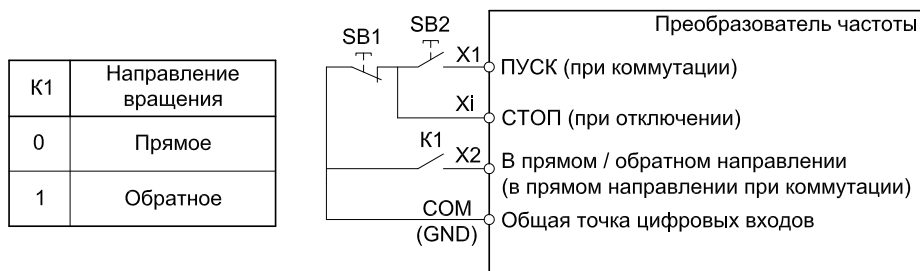 Преобразователь частоты
SB1
SB2
X1
ПУСК (при коммутации)
Xi
СТОП (при отключении)
К1
X2
В прямом / обратном направлении
(в прямом направлении при коммутации)
COM
(GND)
Общая точка цифровых входов
К1
Направление
вращения
0
Прямое
1
Обратное